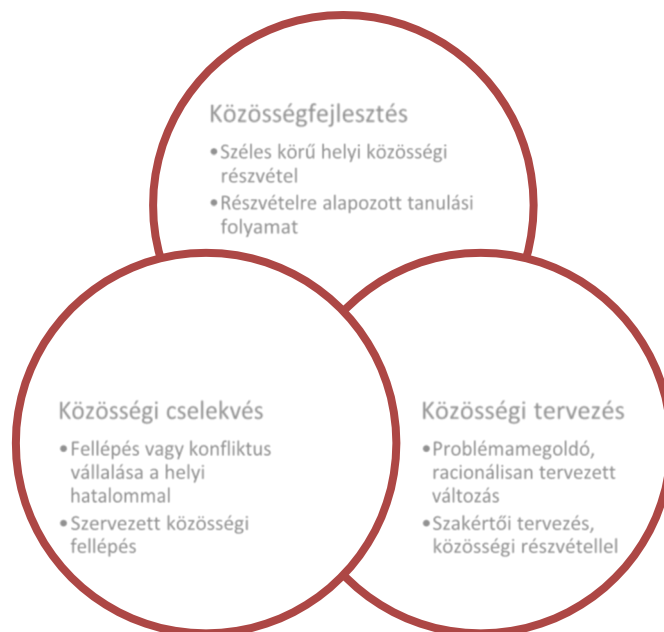 Közösségfejlesztés
•Széles körű helyi közösségi
részvétel
•Részvételre alapozott tanulási
folyamat
Közösségi cselekvés
•Fellépés vagy konfliktus
vállalása a helyi
hatalommal
•Szervezett közösségi
fellépés
Közösségi tervezés
•Problémamegoldó,
racionálisan tervezett
változás
•Szakértői tervezés,
közösségi részvétellel